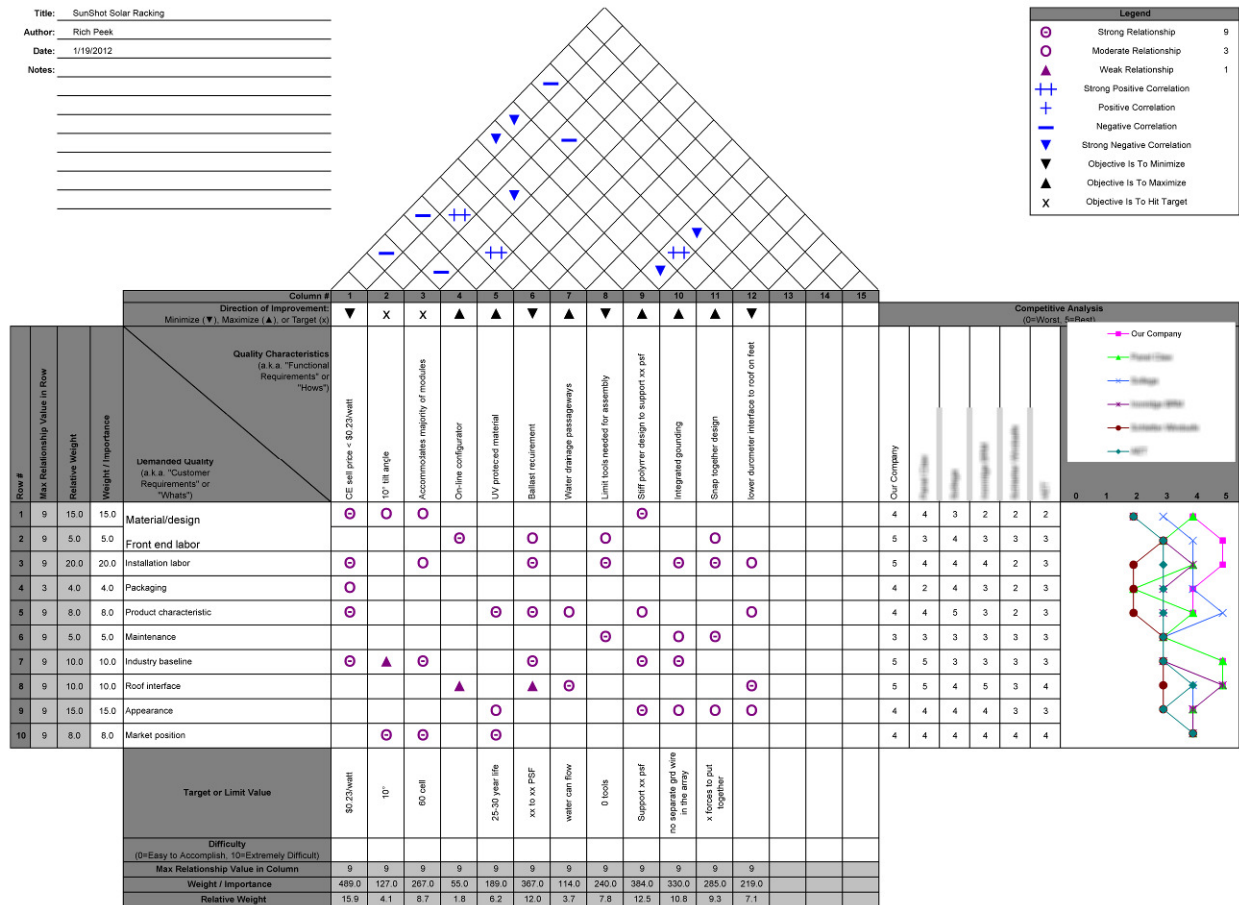 Title: SunShot Solar Racking
Author: Rich Peek
Date: 1/19/2012
Notes:
Legend
Strong Relationship 9
Moderate Relationship 3
Weak Relationship 1
Strong Positive Correlation
Positive Correlation
Negative Correlation
Strong Negative Correlation
Objective Is To Minimize
Objective Is To Maximize
X Objective Is To Hit Target
Column # 1 2 3 4 5 6 7 8 9 10 11 12 13 14 15
Direction of Improvement:
Minimize (▼), Maximize (▲), or Target (x)
▼ x x ▲ ▲ ▼ ▲ ▼ ▲ ▲ ▲ ▼
Competitive Analysis
(0=Worst, 5=Best)
Row #
Max Relationship Value in Row
Relative Weight
Weight / Importance
Quality Characteristics
(a.k.a. "Functional
Requirements" or
"Hows")
Demanded Quality
(a.k.a. "Customer
Requirements" or
"Whats")
CE sell price < $0.23/watt
10° tilt angle
Accommodates majority of modules
On-line configurator
UV protecred material
Ballast recuirement
Water drainage passageways
Limit tools needed for assembly
Stiff polymr design to support xx psf
Integrated gounding
Snap together design
lower durometer interface to roof on feet
Our Company
Our Company
0 1 2 3 4 5
1 9 15.0 15.0 Material/design Θ O O Θ 4 4 3 2 2 2
2 9 5.0 5.0 Front end labor Θ O O O 5 3 4 3 3 3
3 9 20.0 20.0 Installation labor Θ O Θ Θ Θ Θ O 5 4 4 4 2 3
4 3 4.0 4.0 Packaging O 4 2 4 3 2 3
5 9 8.0 8.0 Product characteristic Θ Θ Θ O O O 4 4 5 3 2 3
6 9 5.0 5.0 Maintenance Θ O Θ 3 3 3 3 3 3
7 9 10.0 10.0 Industry baseline Θ ▲ Θ Θ Θ Θ 5 5 3 3 3 3
8 9 10.0 10.0 Roof interface ▲ ▲ Θ Θ 5 5 4 5 3 4
9 9 15.0 15.0 Appearance O Θ O O O 4 4 4 4 3 3
10 9 8.0 8.0 Market position Θ Θ Θ 4 4 4 4 4 4
Target or Limit Value
$0.23/watt
10°
60 cell
25-30 year life
xx to xx PSF
water can flow
0 tools
Support xx psf
no separate grd wire
in the array
x forces to put
together
Difficulty
(0=Easy to Accomplish, 10=Extremely Difficult)
Max Relationship Value in Column 9 9 9 9 9 9 9 9 9 9 9 9
Weight / Importance 489.0 127.0 267.0 55.0 189.0 367.0 114.0 240.0 384.0 330.0 285.0 219.0
Relative Weight 15.9 4.1 8.7 1.8 6.2 12.0 3.7 7.8 12.5 10.8 9.3 7.1